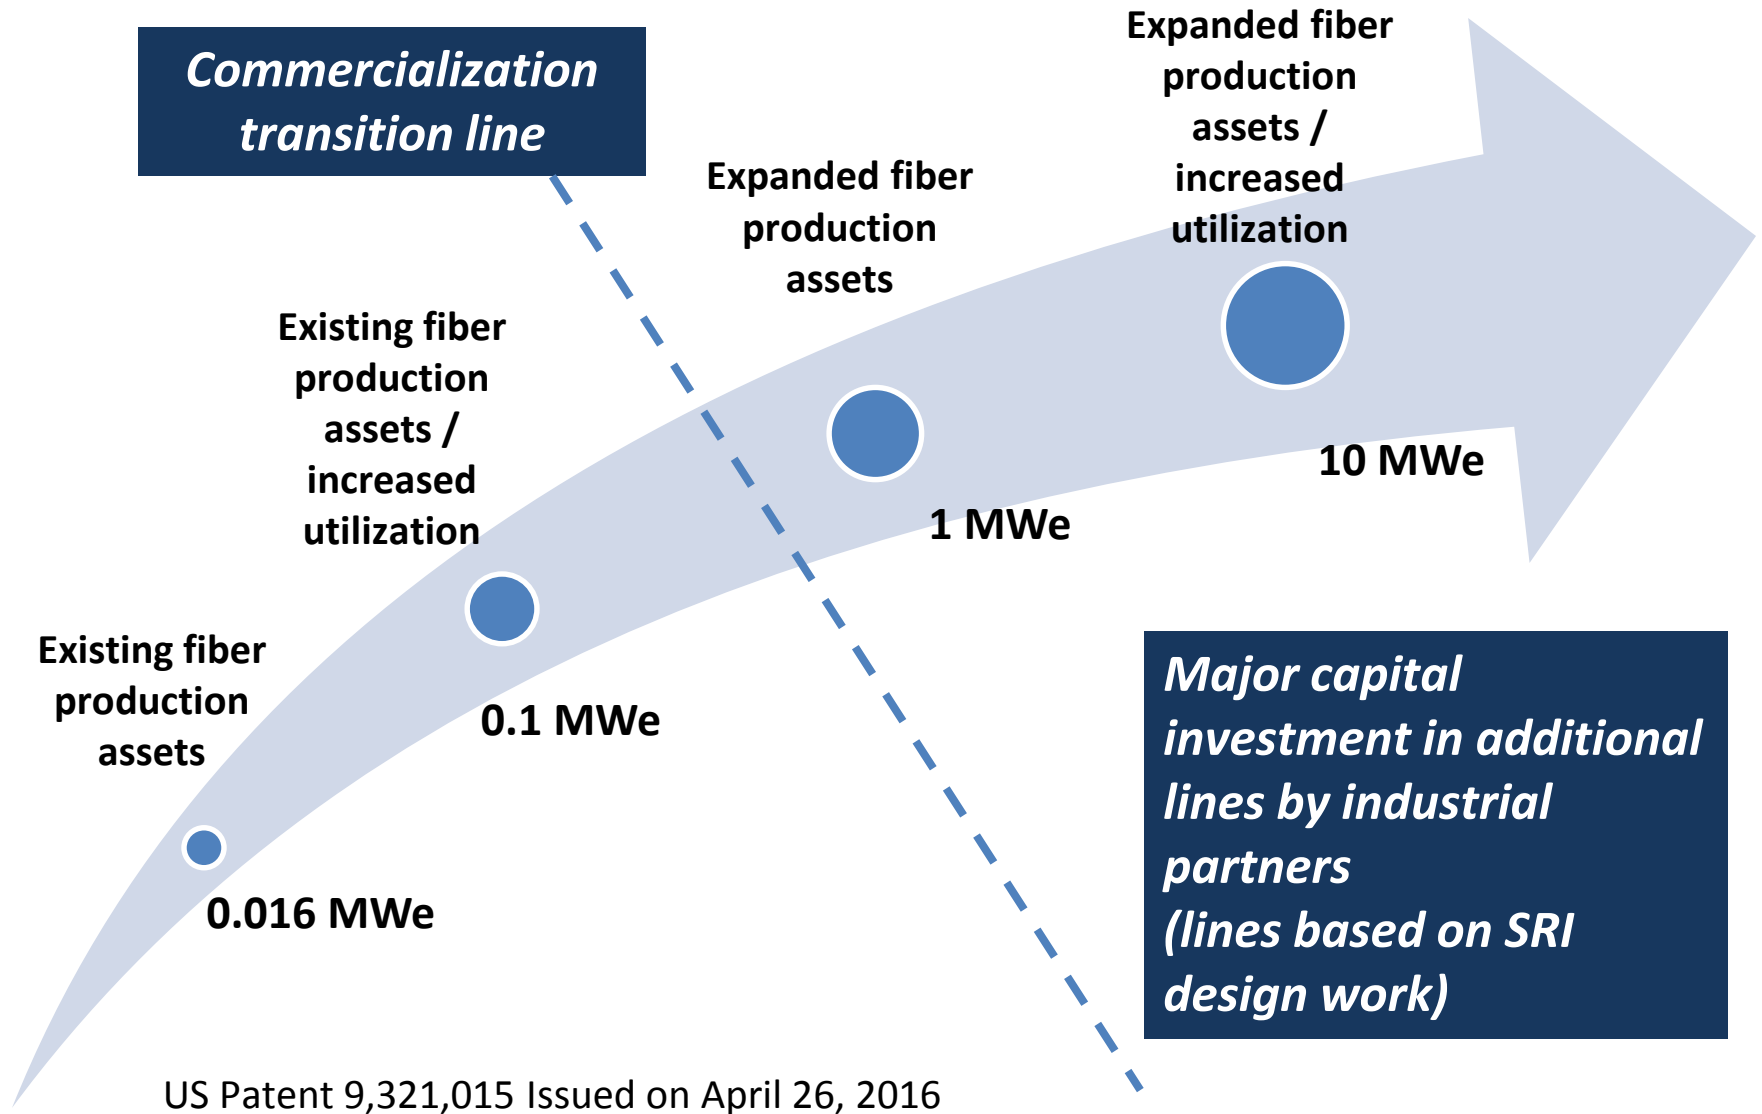 Commercialization
transition line
Expanded fiber
production
assets /
increased
utilization
Expanded fiber
production
assets
Existing fiber
production
assets /
increased
utilization
Existing fiber
production
assets
10 MWe
1 MWe
0.1 MWe
0.016 MWe
Major capital
investment in additional
lines by industrial
partners
(lines based on SRI
design work)
US Patent 9,321,015 Issued on April 26, 2016